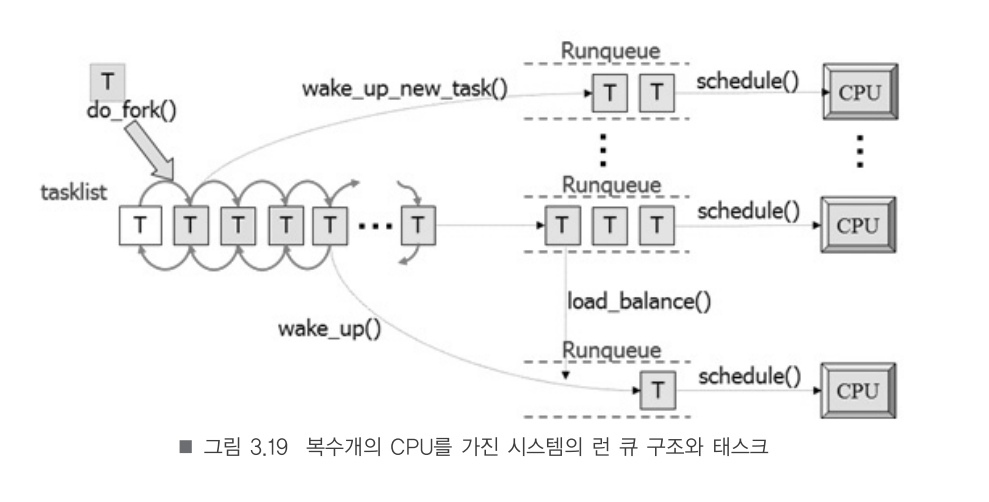 Runqueue
T
wake_up_new_task()
T T
schedule()
CPU
do_fork()
tasklist
Runqueue
T T T T T ··· T
T T T
schedule()
CPU
load_balance()
wake_up()
Runqueue
T
schedule()
CPU
■ 그림 3.19 복수개의 CPU를 가진 시스템의 런 큐 구조와 태스크